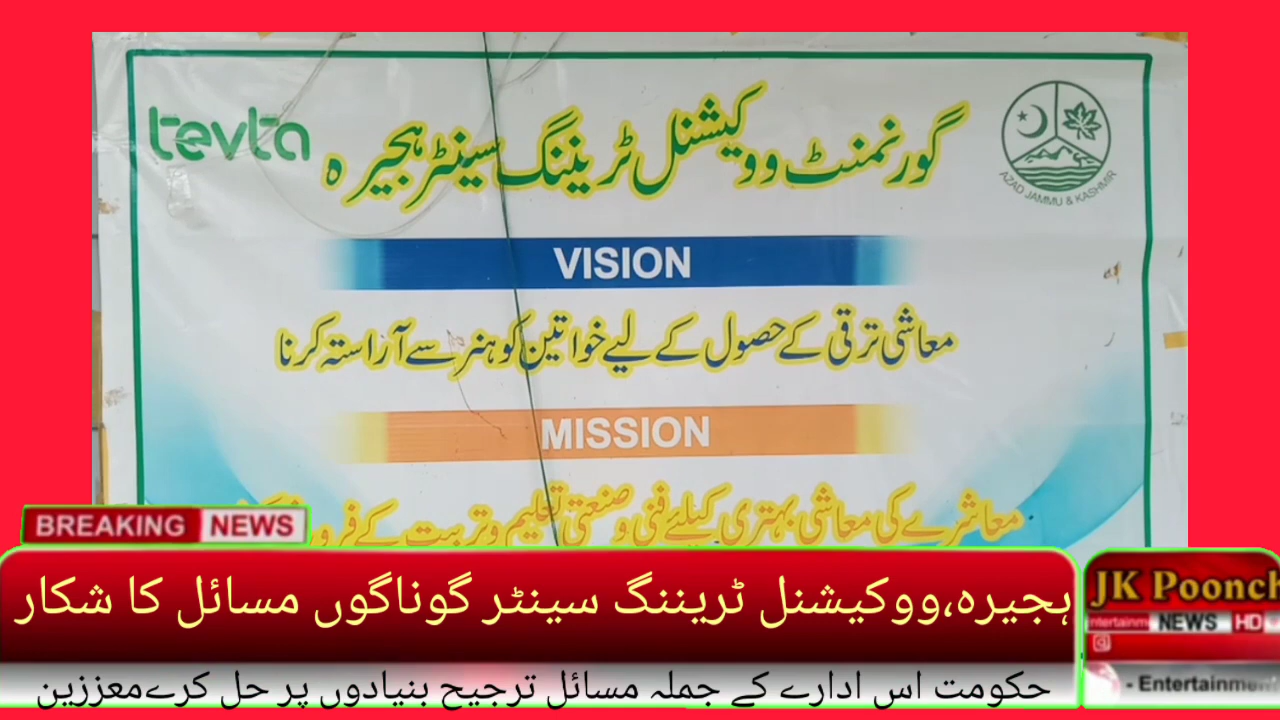 tevta
گورنمنٹ ووکیشنل ٹریننگ سینٹر ہجیرہ
AZAD JAMMU & KASHMIR
VISION
معاشی ترقی کے حصول کے لیے خواتین کو ہنر سے آراستہ کرنا
MISSION
معاشرے کی معاشی بہتری کیلئے فنی و صنعتی تعلیم و تربیت کے
BREAKING NEWS
ہجیرہ،ووکیشنل ٹریننگ سینٹر گوناگوں مسائل کا شکار
JK Poonch
NEWS HD
حکومت اس ادارے کے جملہ مسائل ترجیح بنیادوں پر حل کرےمعززین
- Entertainment